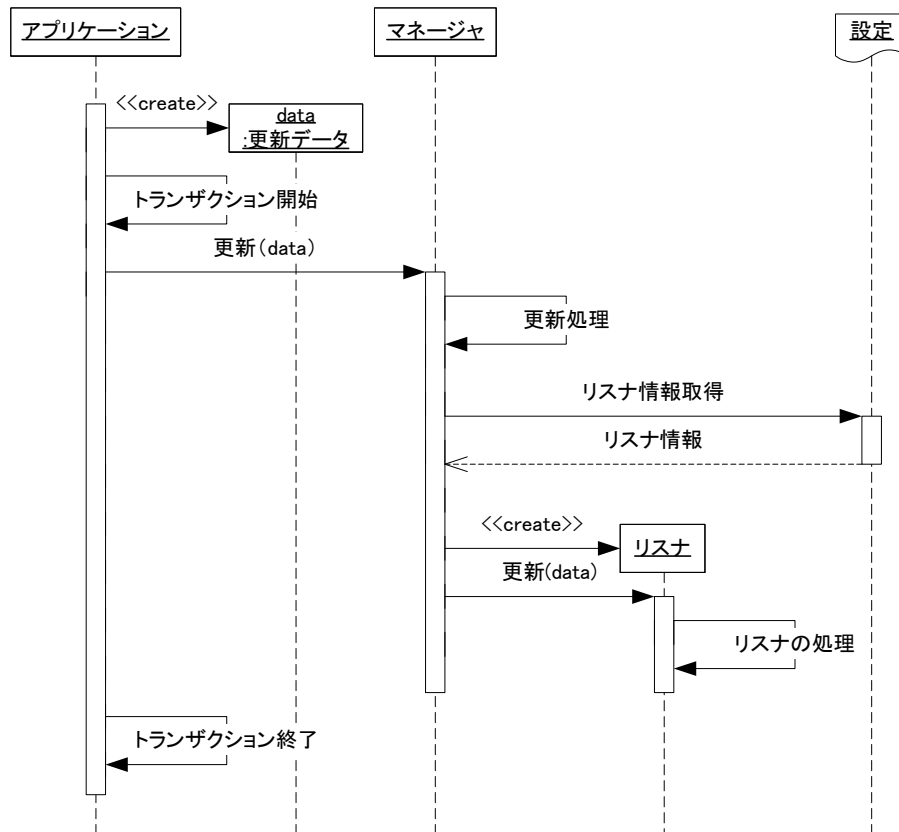 アプリケーション
マネージャ
設定
<<create>>
data
:更新データ
トランザクション開始
更新(data)
更新処理
リスナ情報取得
リスナ情報
<<create>>
リスナ
更新(data)
リスナの処理
トランザクション終了